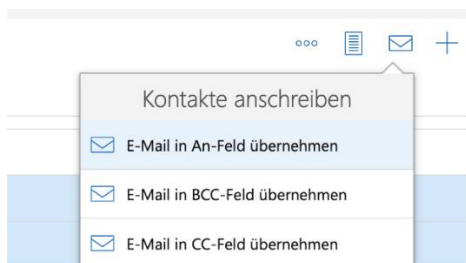 Kontakte anschreiben
E-Mail in An-Feld übernehmen
E-Mail in BCC-Feld übernehmen
E-Mail in CC-Feld übernehmen